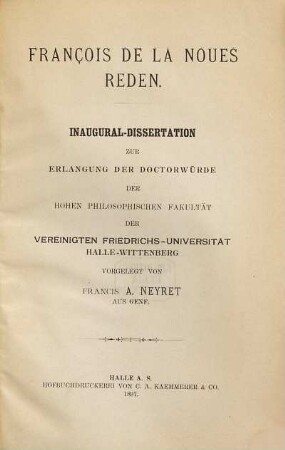 FRANÇOIS DE LA NOUES
REDEN.
INAUGURAL-DISSERTATION
ZUR
ERLANGUNG DER DOCTORWÜRDE
DER
HOHEN PHILOSOPHISCHEN FAKULTÄT
DER
VEREINIGTEN FRIEDRICHS-UNIVERSITÄT
HALLE-WITTENBERG
VORGELEGT VON
FRANCIS A. NEYRET
AUS GENF.
HALLE A. S.
HOFBUCHDRUCKEREI VON C. A. KAEMMERER & CO.
1897.